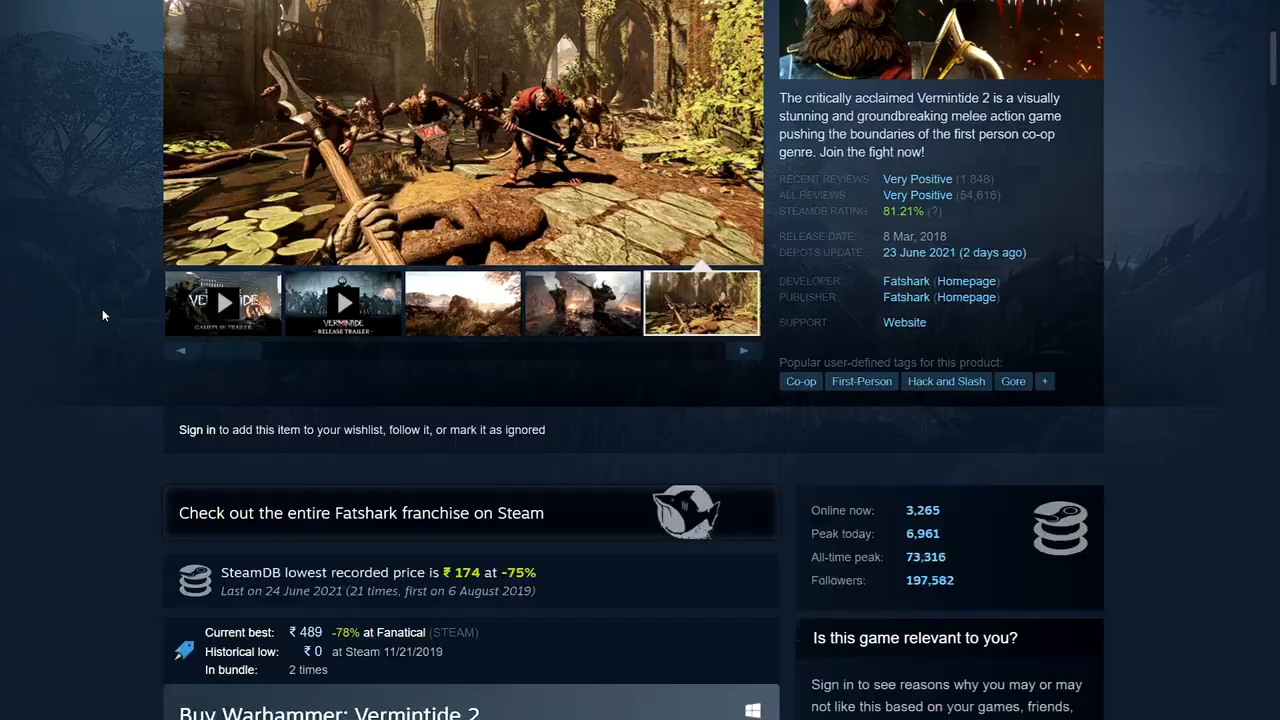 The critically acclaimed Vermintide 2 is a visually
stunning and groundbreaking melee action game
pushing the boundaries of the first person co-op
genre. Join the fight now!
RECENT REVIEWS: Very Positive (1,848)
ALL REVIEWS: Very Positive (54,616)
STEAMDB RATING 81.21% (?)
RELEASE DATE: 8 Mar, 2018
DEPOTS UPDATE: 23 June 2021 (2 days ago)
DEVELOPER: Fatshark (Homepage)
PUBLISHER: Fatshark (Homepage)
SUPPORT: Website
GAMEPLAY TRAILER
VERMINTIDE
RELEASE TRAILER
Popular user-defined tags for this product:
Co-op First-Person Hack and Slash Gore +
Sign in to add this item to your wishlist, follow it, or mark it as ignored
Check out the entire Fatshark franchise on Steam
SteamDB lowest recorded price is ₹ 174 at -75%
Last on 24 June 2021 (21 times, first on 6 August 2019)
Current best: ₹ 489 -78% at Fanatical (STEAM)
Historical low: ₹ 0 at Steam 11/21/2019
In bundle: 2 times
Buy Warhammer: Vermintide 2
Online now: 3,265
Peak today: 6,961
All-time peak: 73,316
Followers: 197,582
Is this game relevant to you?
Sign in to see reasons why you may or may
not like this based on your games, friends,